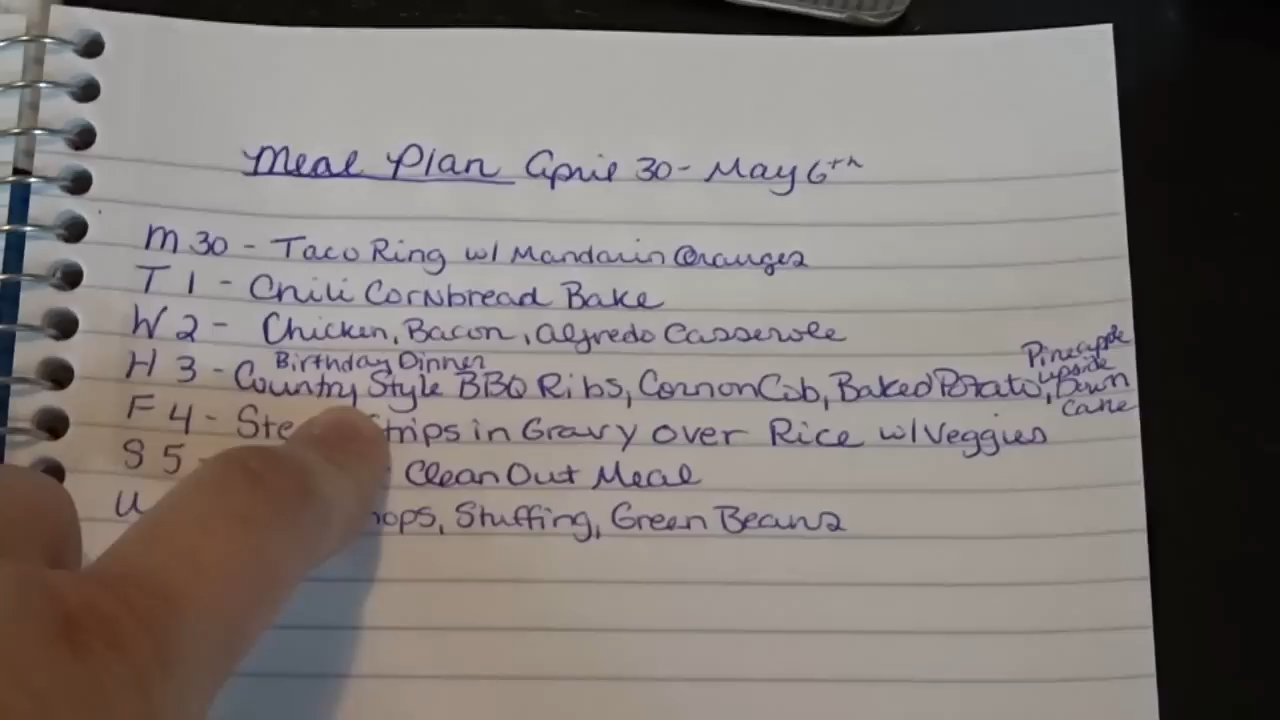 Meal Plan April 30 - May 6th
M 30 - Taco Ring w/ Mandarin Oranges
T 1 - Chili Cornbread Bake
W 2 - Chicken, Bacon, Alfredo Casserole
Birthday Dinner
H 3 - Country Style BBQ Ribs, Corn on Cob, Baked Potato, Pineapple upside Down Cake
F 4 - Strips in Gravy over Rice w/ Veggies
S 5 - Clean Out Meal
U Stuffing, Green Beans